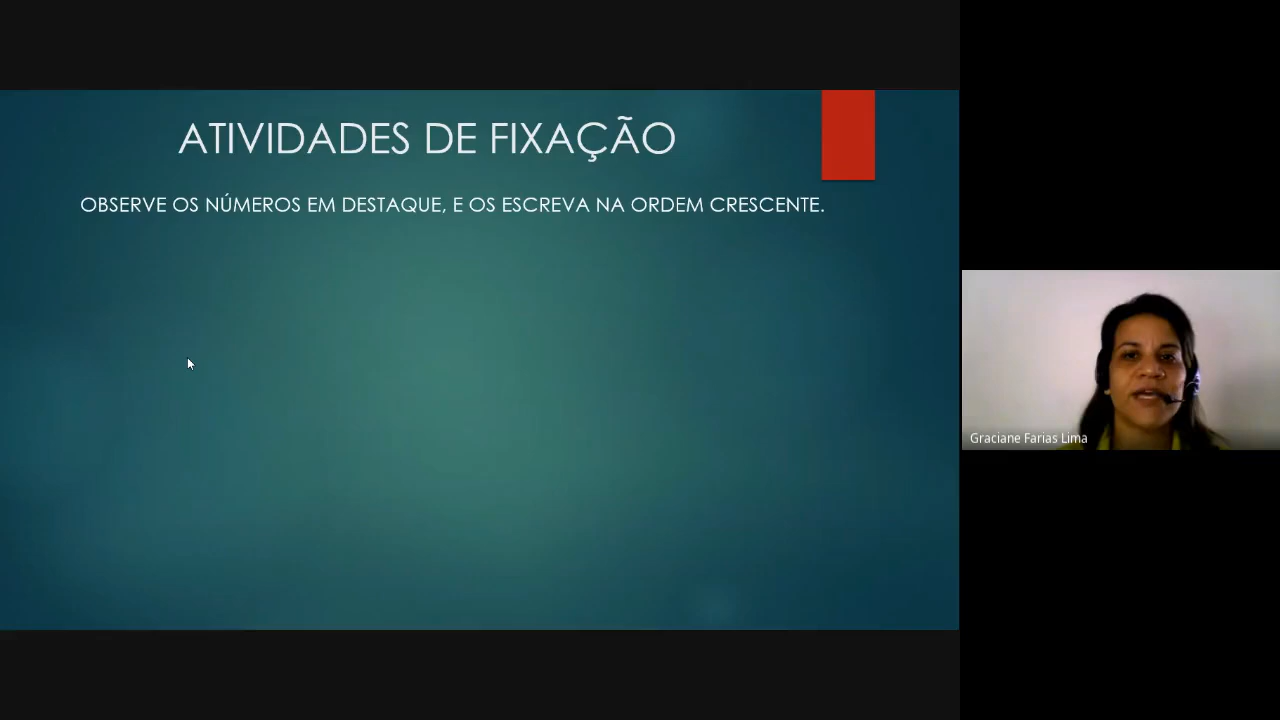 ATIVIDADES DE FIXAÇÃO
OBSERVE OS NÚMEROS EM DESTAQUE, E OS ESCREVA NA ORDEM CRESCENTE.
Graciane Farias Lima